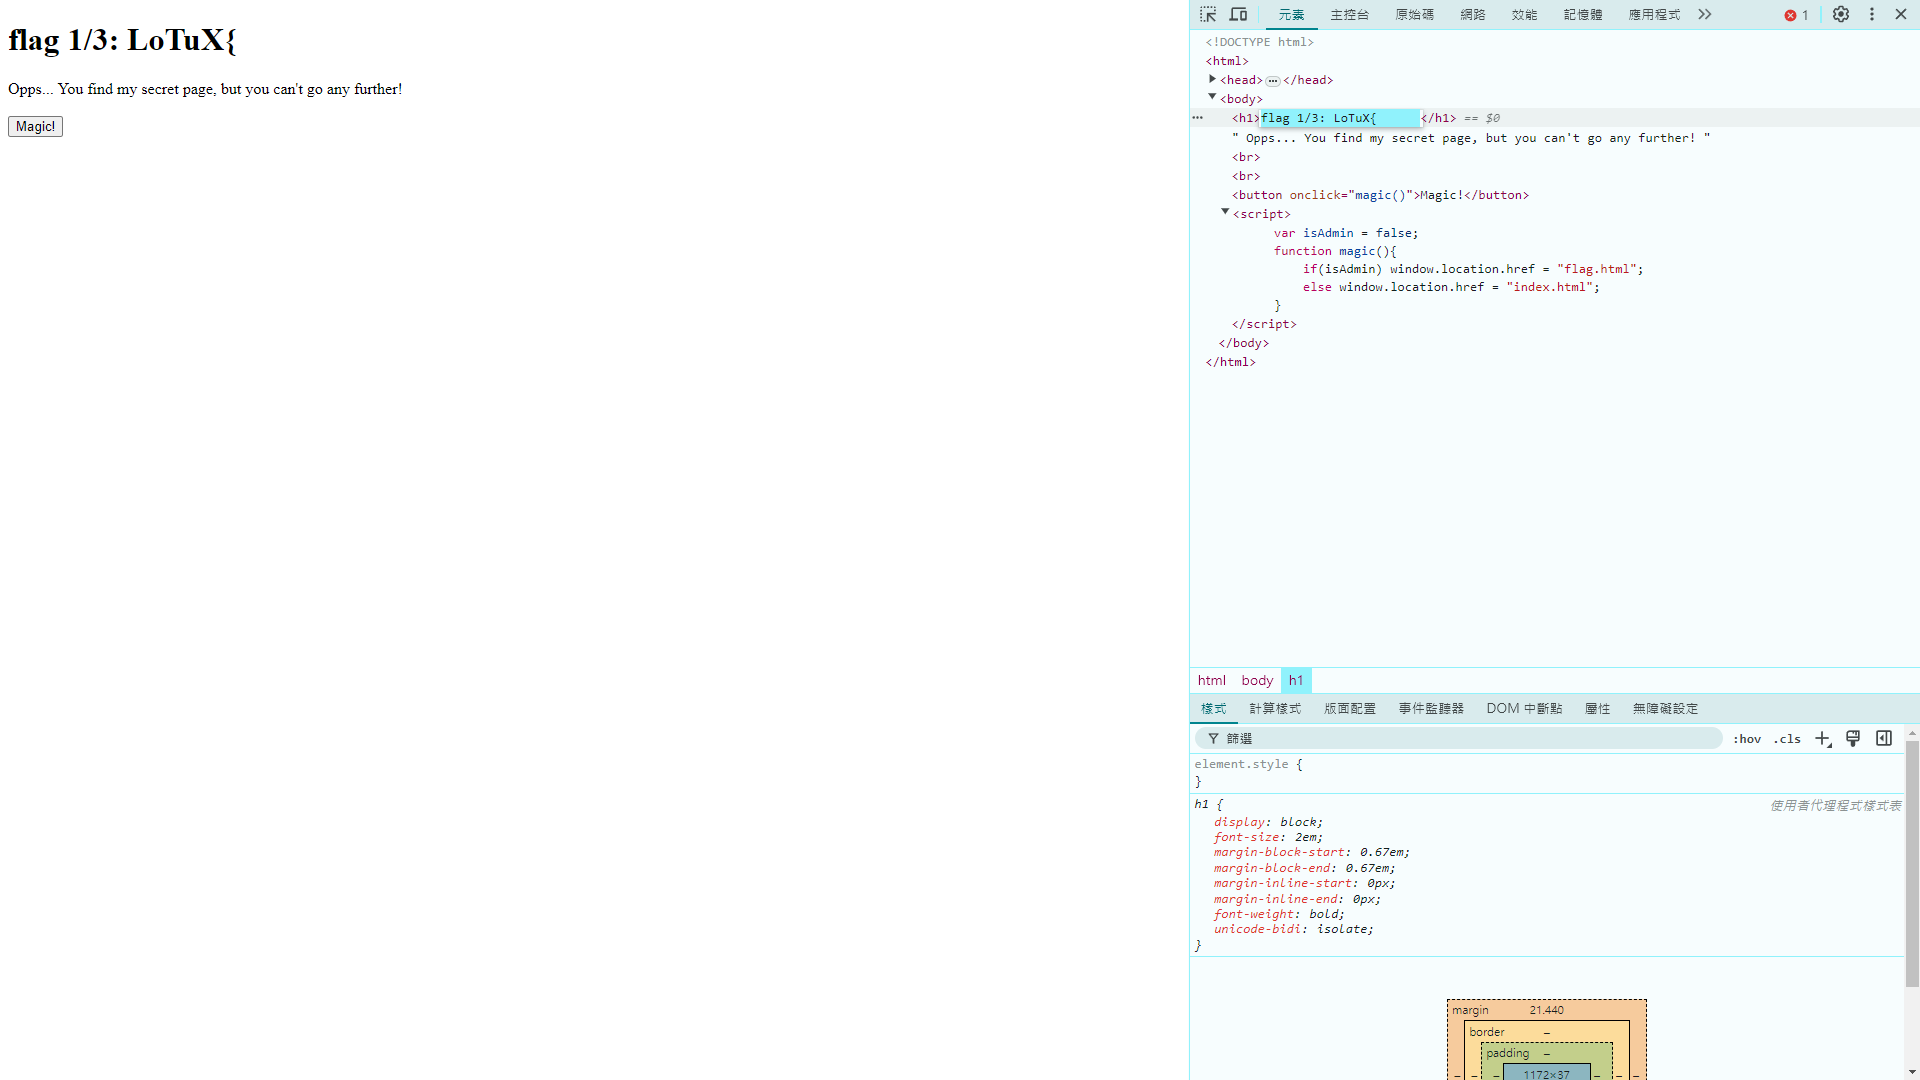 flag 1/3: LoTuX{
Opps... You find my secret page, but you can't go any further!
Magic!
元素 主控台 原始碼 網路 效能 記憶體 應用程式 1
<!DOCTYPE html>
<html>
<head>…</head>
<body>
<h1>flag 1/3: LoTuX{ </h1> == $0
" Opps... You find my secret page, but you can't go any further! "
<br>
<br>
<button onclick="magic()">Magic!</button>
<script>
var isAdmin = false;
function magic(){
if(isAdmin) window.location.href = "flag.html";
else window.location.href = "index.html";
}
</script>
</body>
</html>
html body h1
樣式 計算樣式 版面配置 事件監聽器 DOM 中斷點 屬性 無障礙設定
篩選 :hov .cls
element.style {
}
h1 { 使用者代理程式樣式表
display: block;
font-size: 2em;
margin-block-start: 0.67em;
margin-block-end: 0.67em;
margin-inline-start: 0px;
margin-inline-end: 0px;
font-weight: bold;
unicode-bidi: isolate;
}
margin 21.440
border –
padding –
– – – 1172×37 – – –